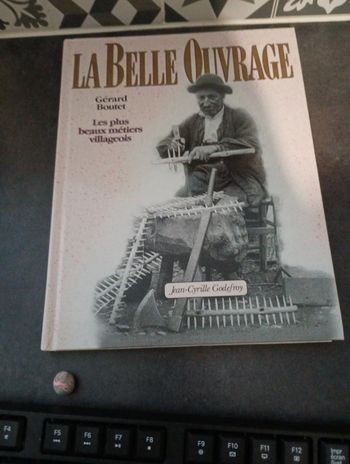 LA BELLE OUVRAGE
Gérard
Boutet
Les plus
beaux métiers
villageois
Jean-Cyrille Godefroy
F4
F5
F6
F7
F8
F9
F10
F11
F12
Impr
écran